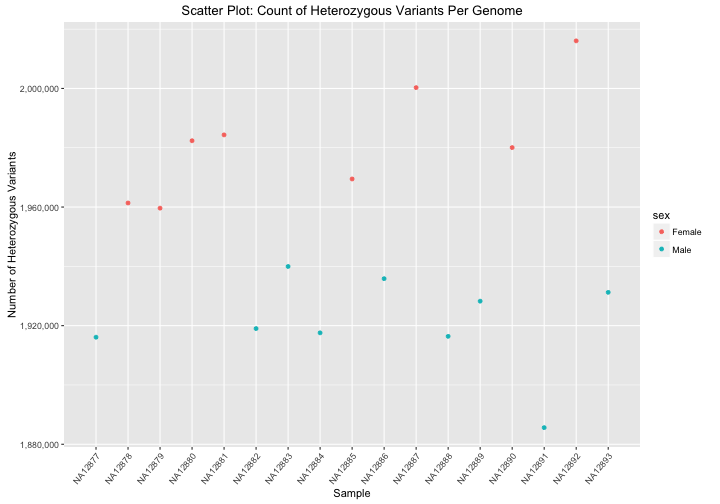 Scatter Plot: Count of Heterozygous Variants Per Genome
Number of Heterozygous Variants
2,000,000
1,960,000
1,920,000
1,880,000
NA12877
NA12878
NA12879
NA12880
NA12881
NA12882
NA12883
NA12884
NA12885
NA12886
NA12887
NA12888
NA12889
NA12890
NA12891
NA12892
NA12893
Sample
sex
Female
Male